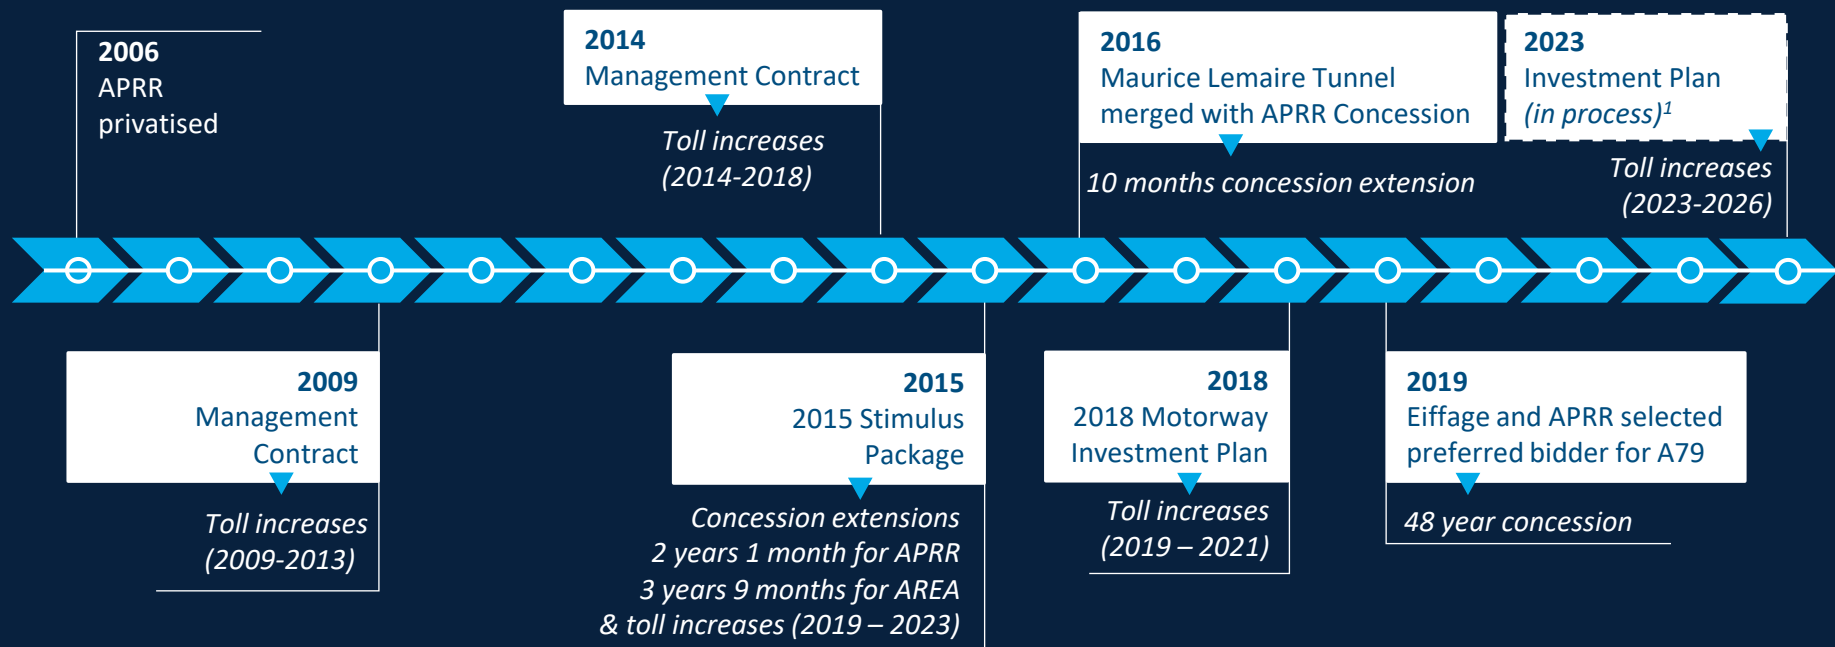 2006
APRR
privatised
2014
Management Contract
Toll increases
(2014-2018)
2016
Maurice Lemaire Tunnel
merged with APRR Concession
10 months concession extension
2023
Investment Plan
(in process)¹
Toll increases
(2023-2026)
2009
Management
Contract
Toll increases
(2009-2013)
2015
2015 Stimulus
Package
Concession extensions
2 years 1 month for APRR
3 years 9 months for AREA
& toll increases (2019 – 2023)
2018
2018 Motorway
Investment Plan
Toll increases
(2019 – 2021)
2019
Eiffage and APRR selected
preferred bidder for A79
48 year concession